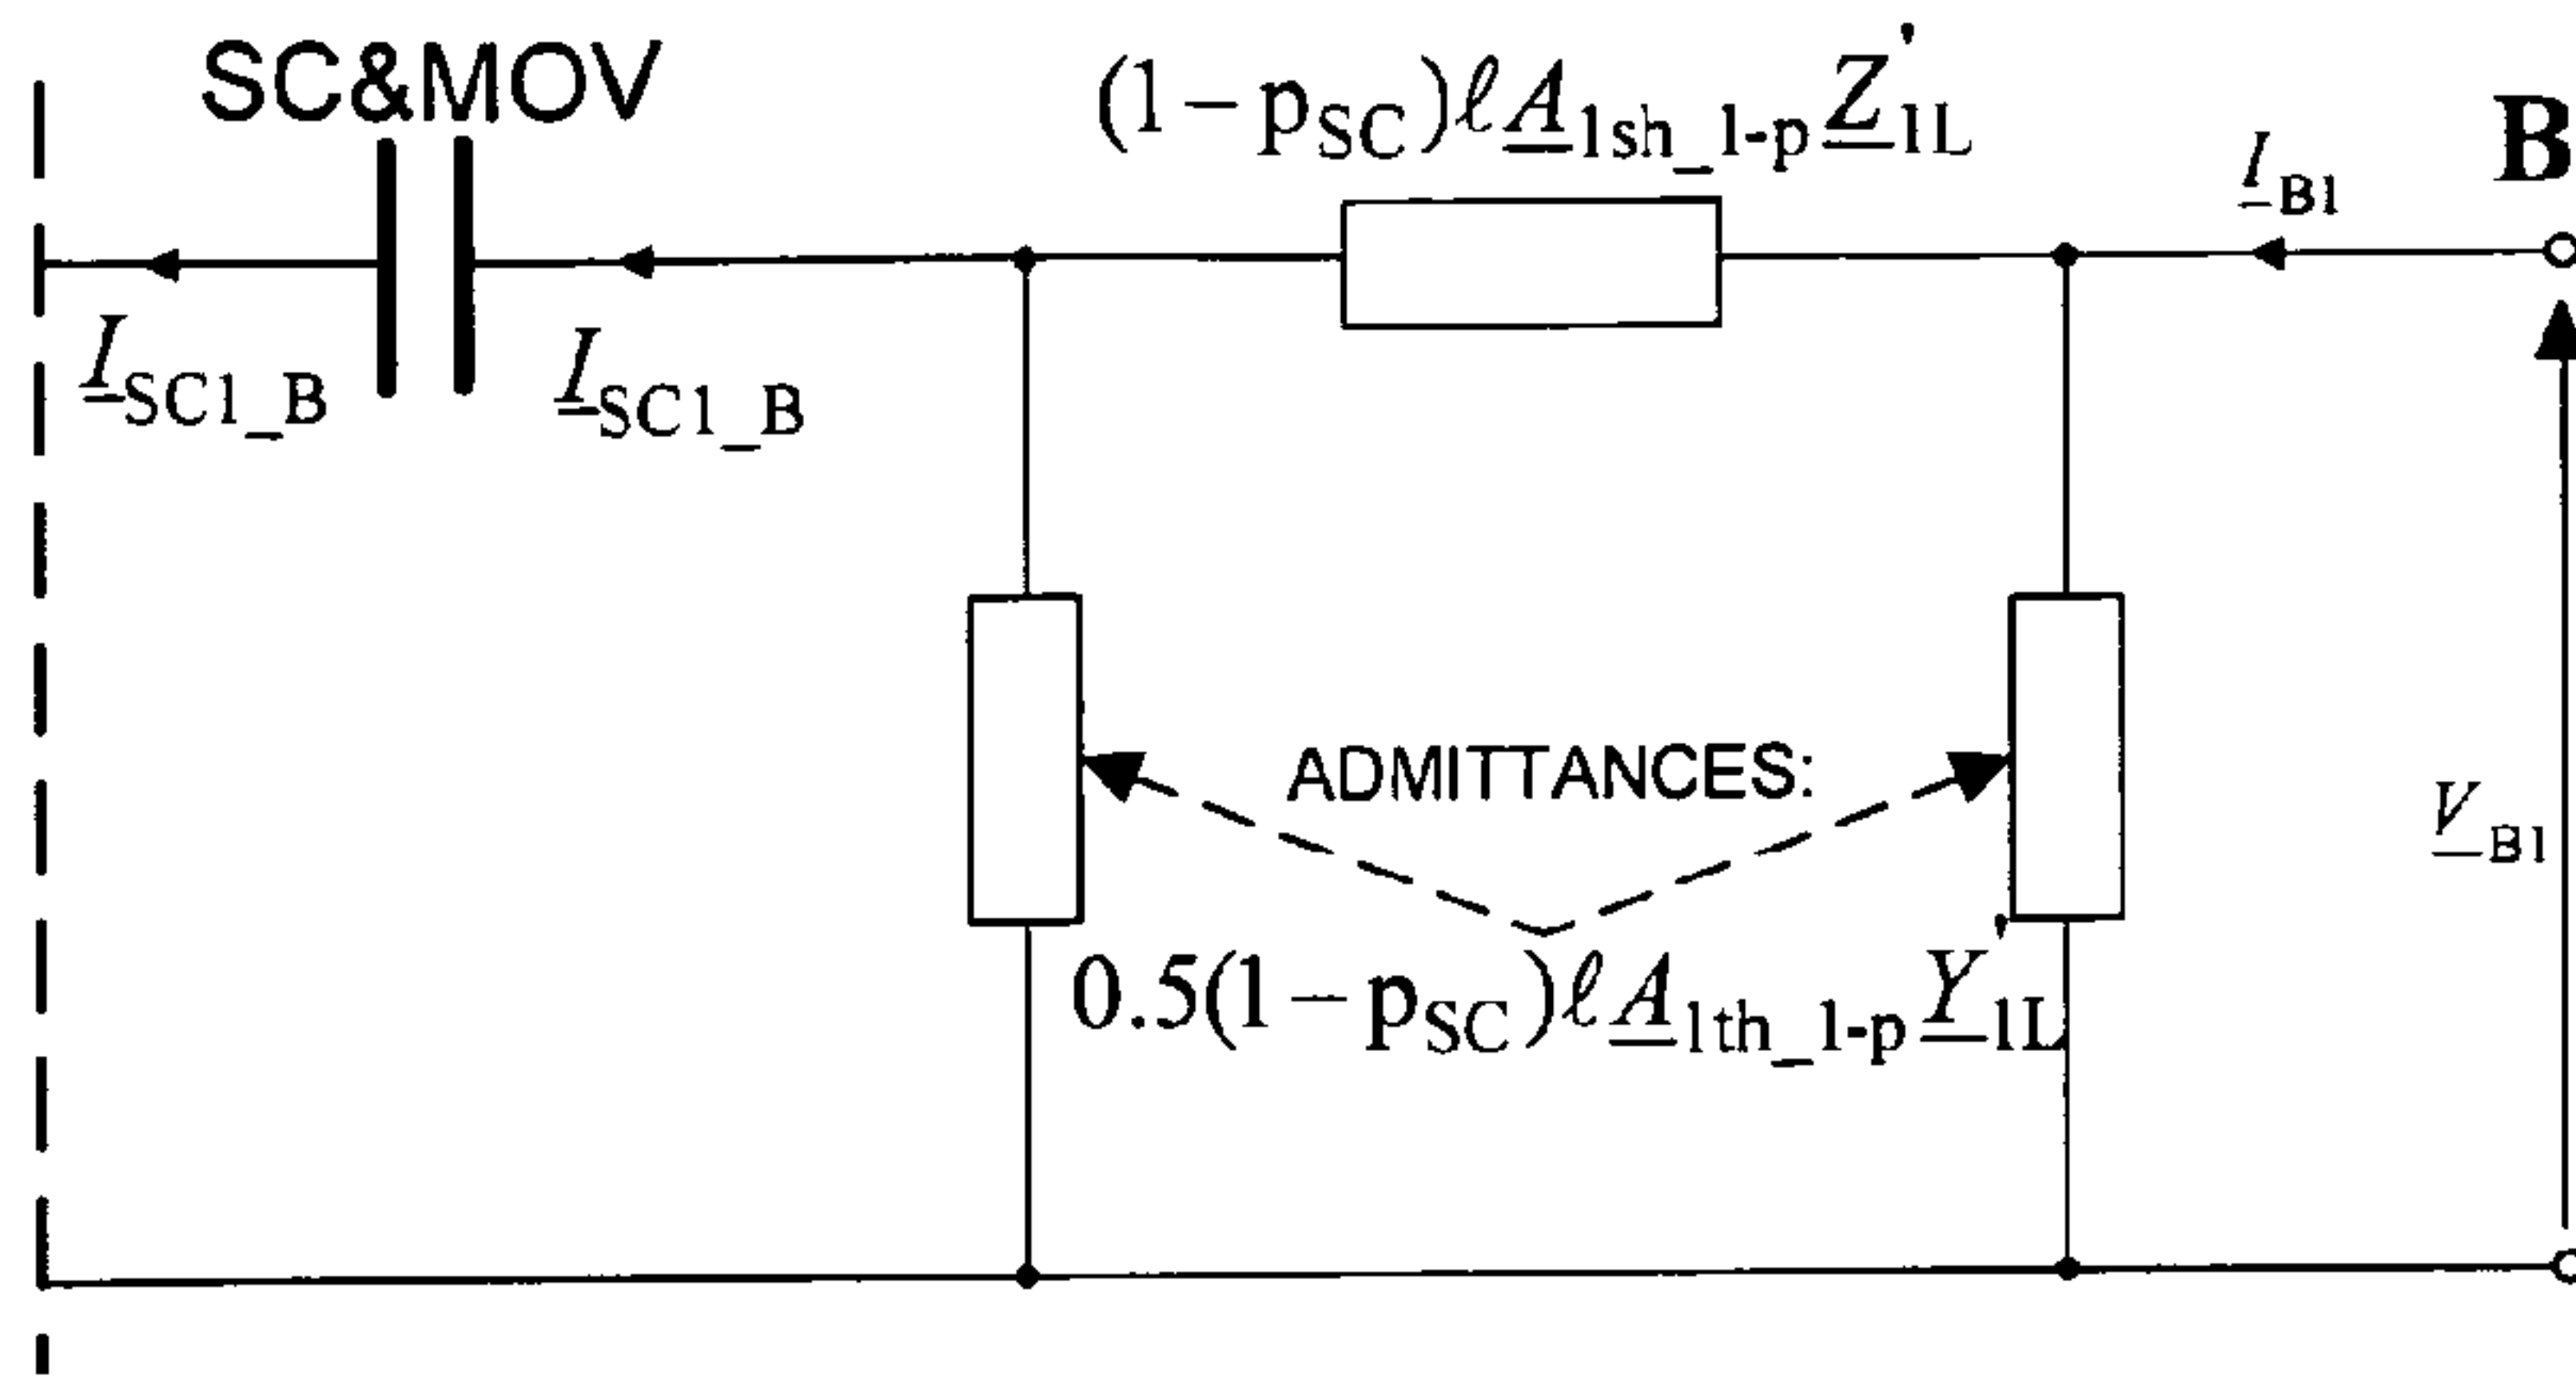 SC&MOV
(1-p_SC)ℓA_1sh_1-p Z'_1L
I_B1
B
I_SC1_B
I_SC1_B
ADMITTANCES:
V_B1
0.5(1-p_SC)ℓA_1th_1-p Y'_1L